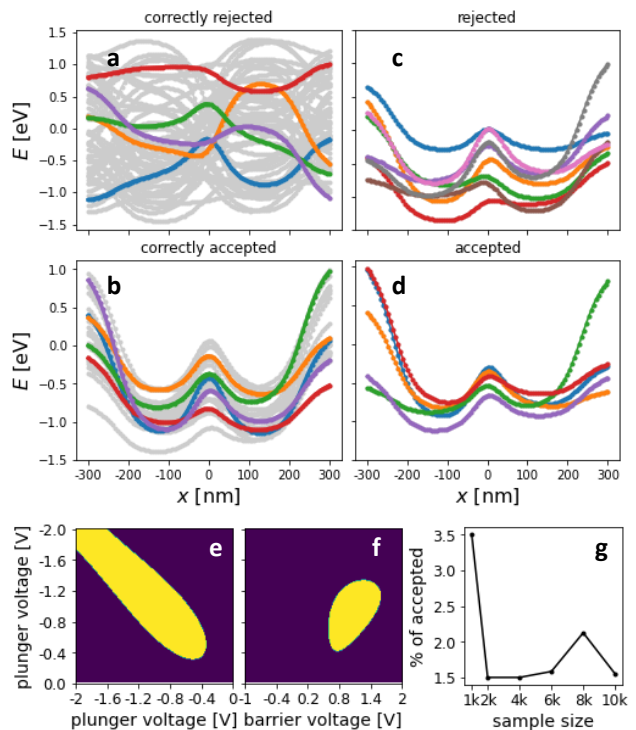 correctly rejected
rejected
a
c
E [eV]
1.5
1.0
0.5
0.0
-0.5
-1.0
-1.5
correctly accepted
accepted
b
d
E [eV]
1.0
0.5
0.0
-0.5
-1.0
-1.5
-300 -200 -100 0 100 200 300
-300 -200 -100 0 100 200 300
x [nm]
x [nm]
e
f
g
plunger voltage [V]
-2.0
-1.6
-1.2
-0.8
-0.4
0.0
-2 -1.6 -1.2 -0.8 -0.4 0
-1 -0.4 0.2 0.8 1.4 2
plunger voltage [V]
barrier voltage [V]
% of accepted
3.5
3.0
2.5
2.0
1.5
1k 2k 4k 6k 8k 10k
sample size